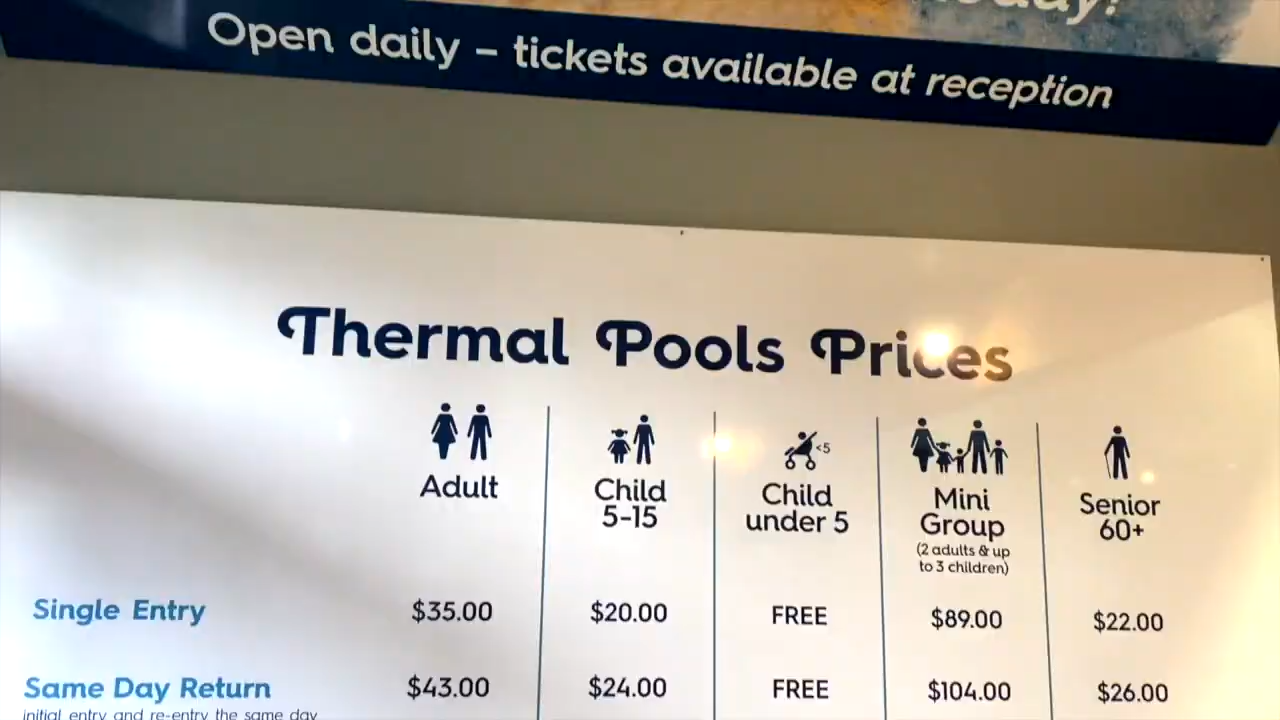 Open daily – tickets available at reception
Thermal Pools Prices
<5
Adult
Child
5-15
Child
under 5
Mini
Group
(2 adults & up
to 3 children)
Senior
60+
Single Entry $35.00 $20.00 FREE $89.00 $22.00
Same Day Return $43.00 $24.00 FREE $104.00 $26.00
initial entry and re-entry the same day